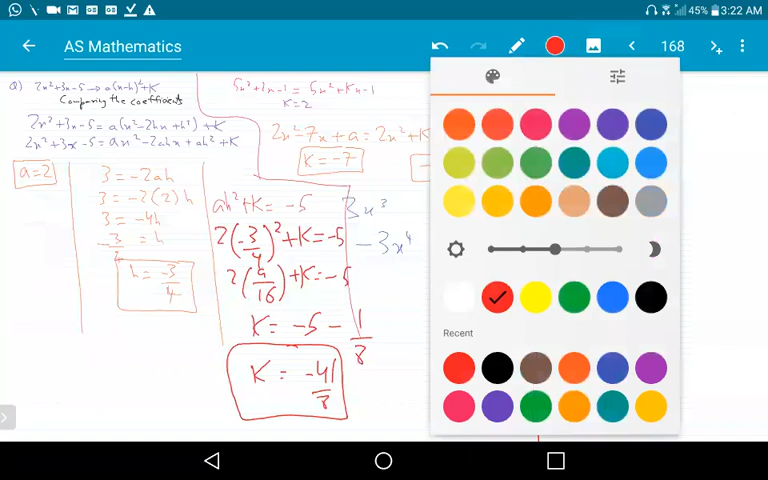 45% 3:22 AM
AS Mathematics
168
Q) 2x²+3x-5 → a(x-h)²+K
Comparing the coefficients
2x²+3x-5 = a(x²-2hx+h²)+K
2x²+3x-5 = ax²-2ahx+ah²+K
a=2
3 = -2ah
3 = -2(2)h
3 = -4h
-3/4 = h
h = -3/4
5x²+2x-1 = 5x²+Kx-1
K=2
2x²-7x+a = 2x²+K
K=-7
ah²+K = -5
2(-3/4)²+K=-5
2(9/16)+K=-5
K = -5 - 1/8
K = -41/8
3x³
-3x⁴
Recent